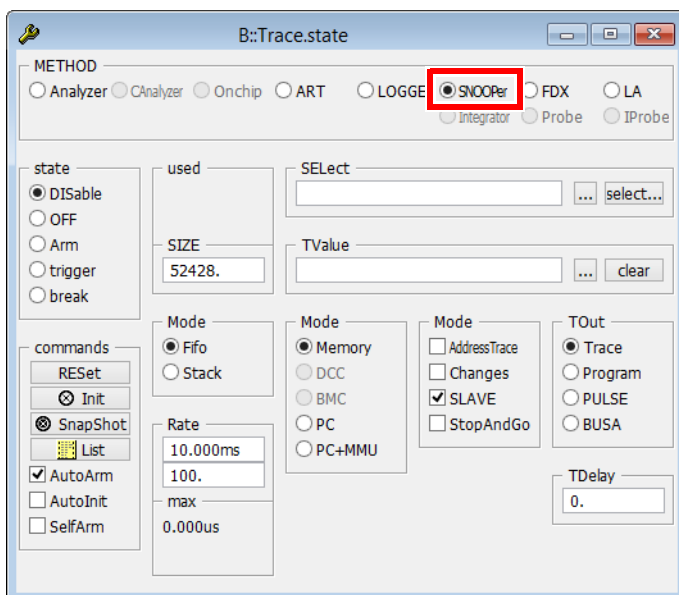 B::Trace.state
METHOD
Analyzer CAnalyzer Onchip ART LOGGE SNOOPer FDX LA
Integrator Probe IProbe
state
DISable
OFF
Arm
trigger
break
used
SIZE
52428.
SELect
... select...
TValue
... clear
commands
RESet
Init
SnapShot
List
AutoArm
AutoInit
SelfArm
Mode
Fifo
Stack
Rate
10.000ms
100.
max
0.000us
Mode
Memory
DCC
BMC
PC
PC+MMU
Mode
AddressTrace
Changes
SLAVE
StopAndGo
TOut
Trace
Program
PULSE
BUSA
TDelay
0.